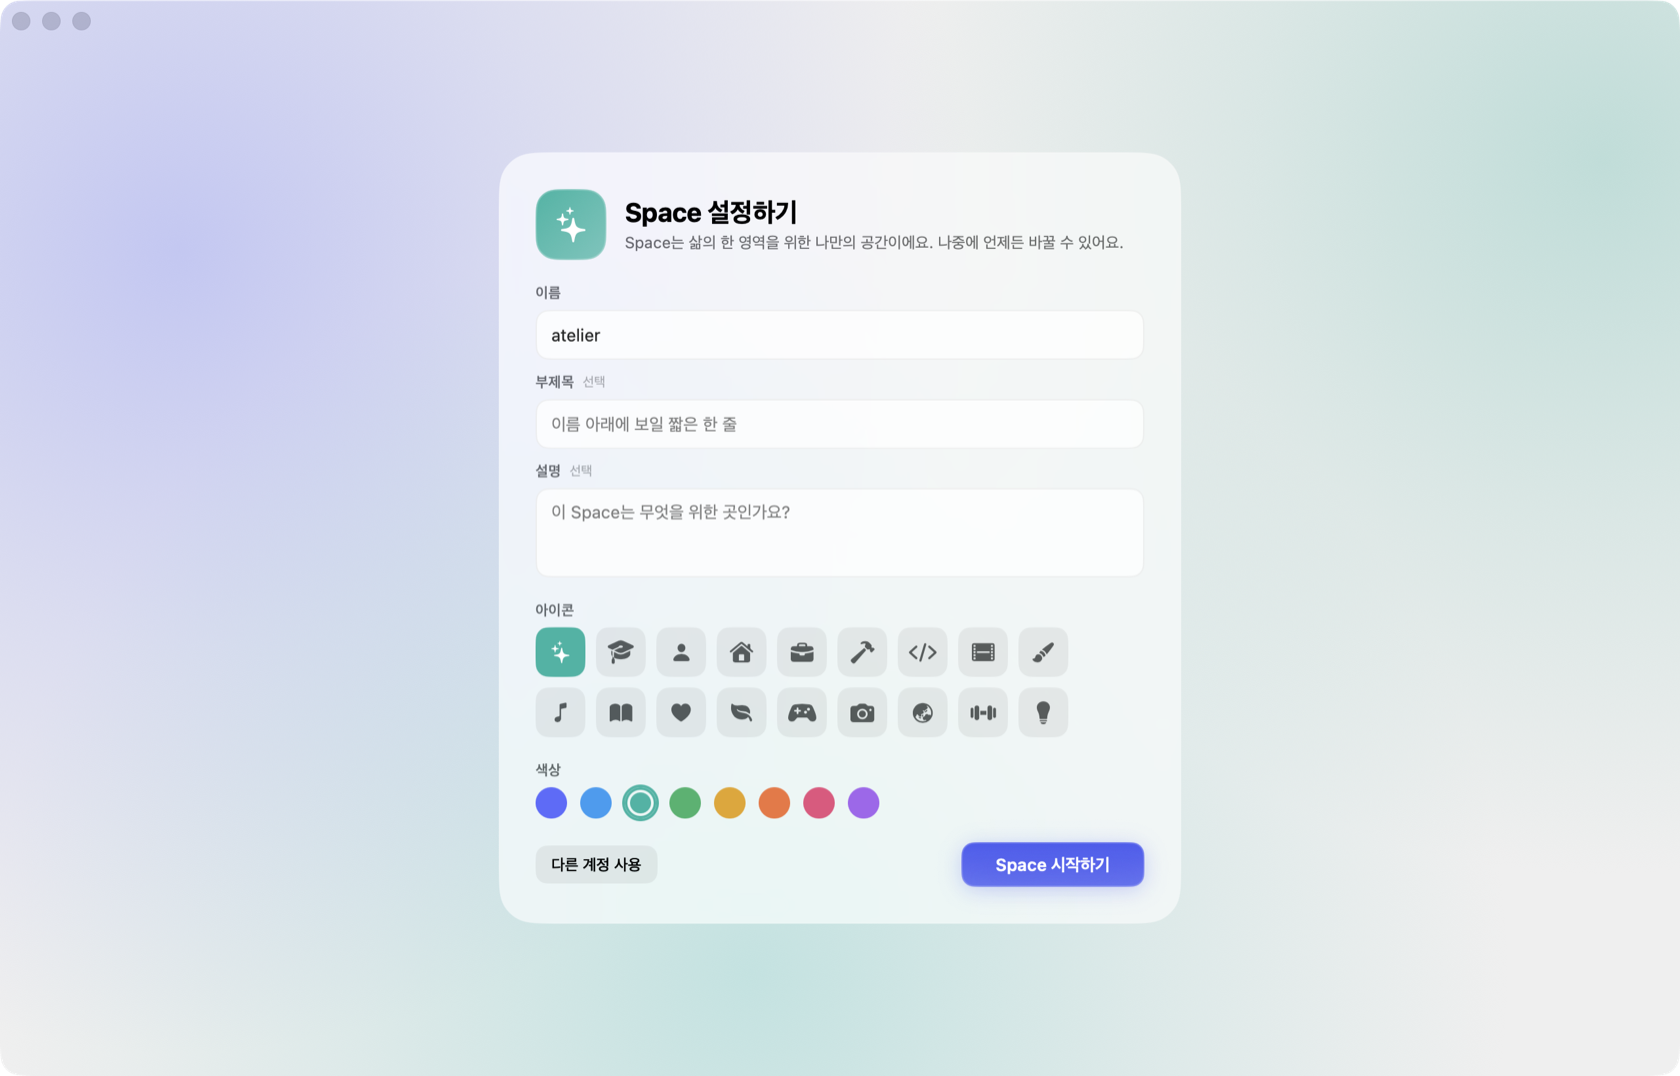 Space 설정하기
Space는 삶의 한 영역을 위한 나만의 공간이에요. 나중에 언제든 바꿀 수 있어요.
이름
atelier
부제목 선택
이름 아래에 보일 짧은 한 줄
설명 선택
이 Space는 무엇을 위한 곳인가요?
아이콘
색상
다른 계정 사용
Space 시작하기